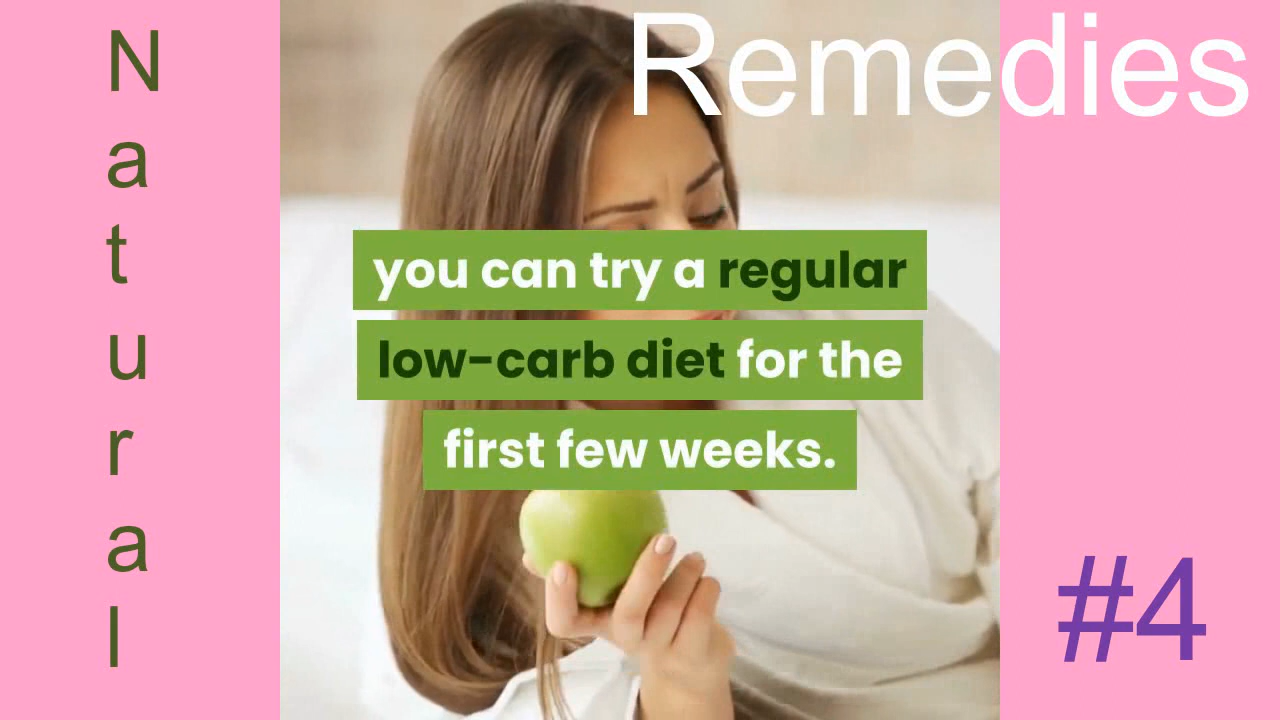 Natural
Remedies
you can try a regular
low-carb diet for the
first few weeks.
#4